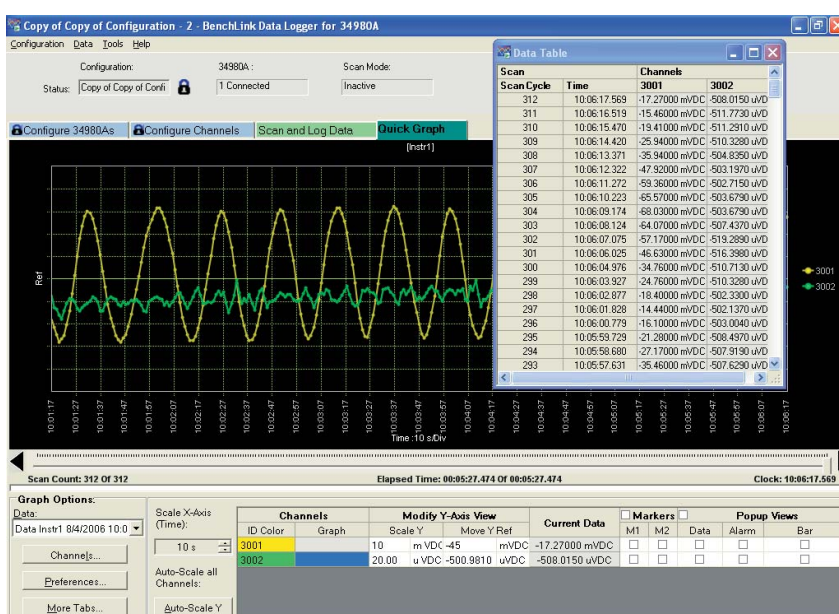 Copy of Copy of Configuration - 2 - BenchLink Data Logger for 34980A
Configuration Data Tools Help
Configuration: 34980A : Scan Mode:
Status: Copy of Copy of Confi 1 Connected Inactive
Configure 34980As Configure Channels Scan and Log Data Quick Graph
[Instr1]
Data Table
Scan Channels
Scan Cycle Time 3001 3002
312 10:06:17.569 -17.27000 mVDC -508.0150 uVD
311 10:06:16.519 -15.46000 mVDC -511.7730 uVD
310 10:06:15.470 -19.41000 mVDC -511.2910 uVD
309 10:06:14.420 -25.94000 mVDC -510.3280 uVD
308 10:06:13.371 -35.94000 mVDC -504.8350 uVD
307 10:06:12.322 -47.92000 mVDC -503.1970 uVD
306 10:06:11.272 -59.36000 mVDC -502.7150 uVD
305 10:06:10.223 -65.57000 mVDC -503.6790 uVD
304 10:06:09.174 -68.03000 mVDC -503.6790 uVD
303 10:06:08.124 -64.07000 mVDC -507.4370 uVD
302 10:06:07.075 -57.17000 mVDC -519.2890 uVD
301 10:06:06.025 -46.63000 mVDC -516.3980 uVD
300 10:06:04.976 -34.76000 mVDC -510.7130 uVD
299 10:06:03.927 -24.76000 mVDC -510.3280 uVD
298 10:06:02.877 -18.40000 mVDC -502.3300 uVD
297 10:06:01.828 -14.44000 mVDC -502.1370 uVD
296 10:06:00.779 -16.10000 mVDC -503.0040 uVD
295 10:05:59.729 -21.28000 mVDC -508.4970 uVD
294 10:05:58.680 -27.17000 mVDC -507.9190 uVD
293 10:05:57.631 -35.46000 mVDC -507.6290 uVD
Ref
3001
3002
10:01:17 10:01:27 10:01:37 10:01:47 10:01:57 10:02:07 10:02:17 10:02:27 10:02:37 10:02:47 10:02:57 10:03:07 10:03:17 10:03:27 10:03:37 10:03:47 10:03:57 10:04:07 10:04:17 10:04:27 10:04:37 10:04:47 10:04:57 10:05:07 10:05:17 10:05:27 10:05:37 10:05:47 10:05:57 10:06:07 10:06:17
Time :10 s/Div
Scan Count: 312 Of 312 Elapsed Time: 00:05:27.474 Of 00:05:27.474 Clock: 10:06:17.569
Graph Options:
Data:
Data Instr1 8/4/2006 10:0
Channels...
Preferences...
More Tabs...
Scale X-Axis
(Time):
10 s
Auto-Scale all
Channels:
Auto-Scale Y
Channels Modify Y-Axis View Current Data Markers Popup Views
ID Color Graph Scale Y Move Y Ref M1 M2 Data Alarm Bar
3001 10 m VDC -45 mVDC -17.27000 mVDC
3002 20.00 u VDC -500.9810 uVDC -508.0150 uVDC